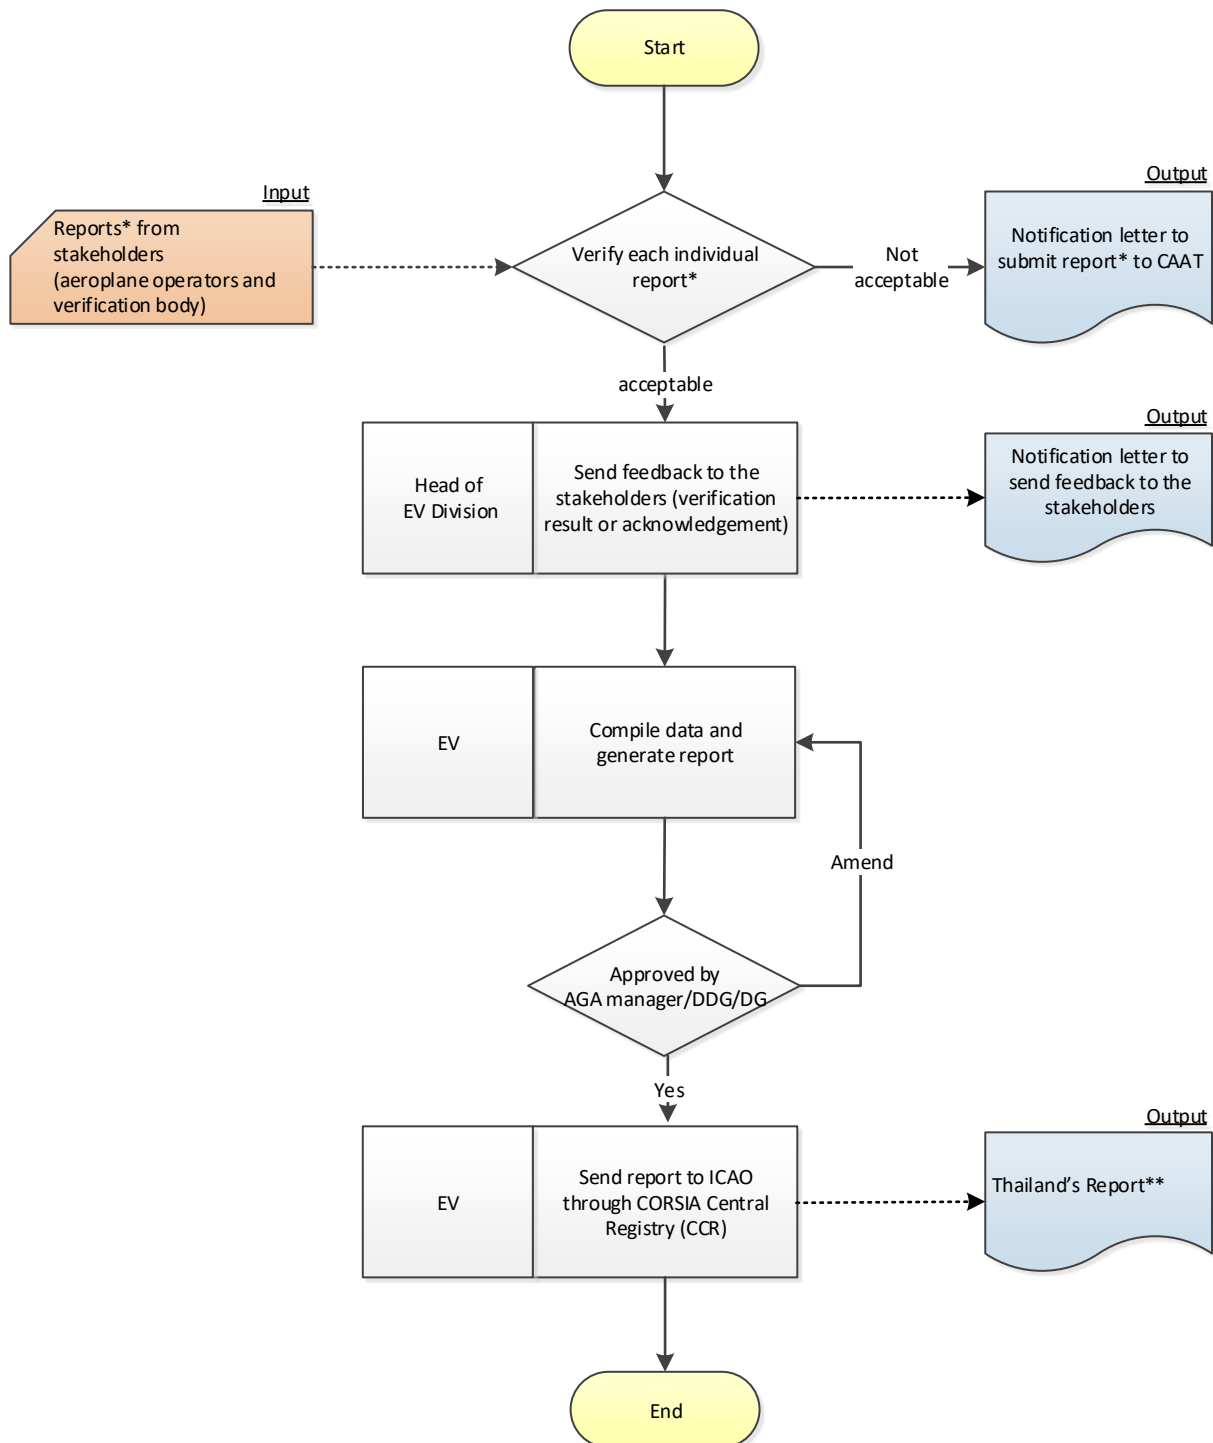 Start
Input
Reports* from
stakeholders
(aeroplane operators and
verification body)
Verify each individual
report*
Not
acceptable
Output
Notification letter to
submit report* to CAAT
acceptable
Head of
EV Division
Send feedback to the
stakeholders (verification
result or acknowledgement)
Output
Notification letter to
send feedback to the
stakeholders
EV
Compile data and
generate report
Amend
Approved by
AGA manager/DDG/DG
Yes
EV
Send report to ICAO
through CORSIA Central
Registry (CCR)
Output
Thailand’s Report**
End